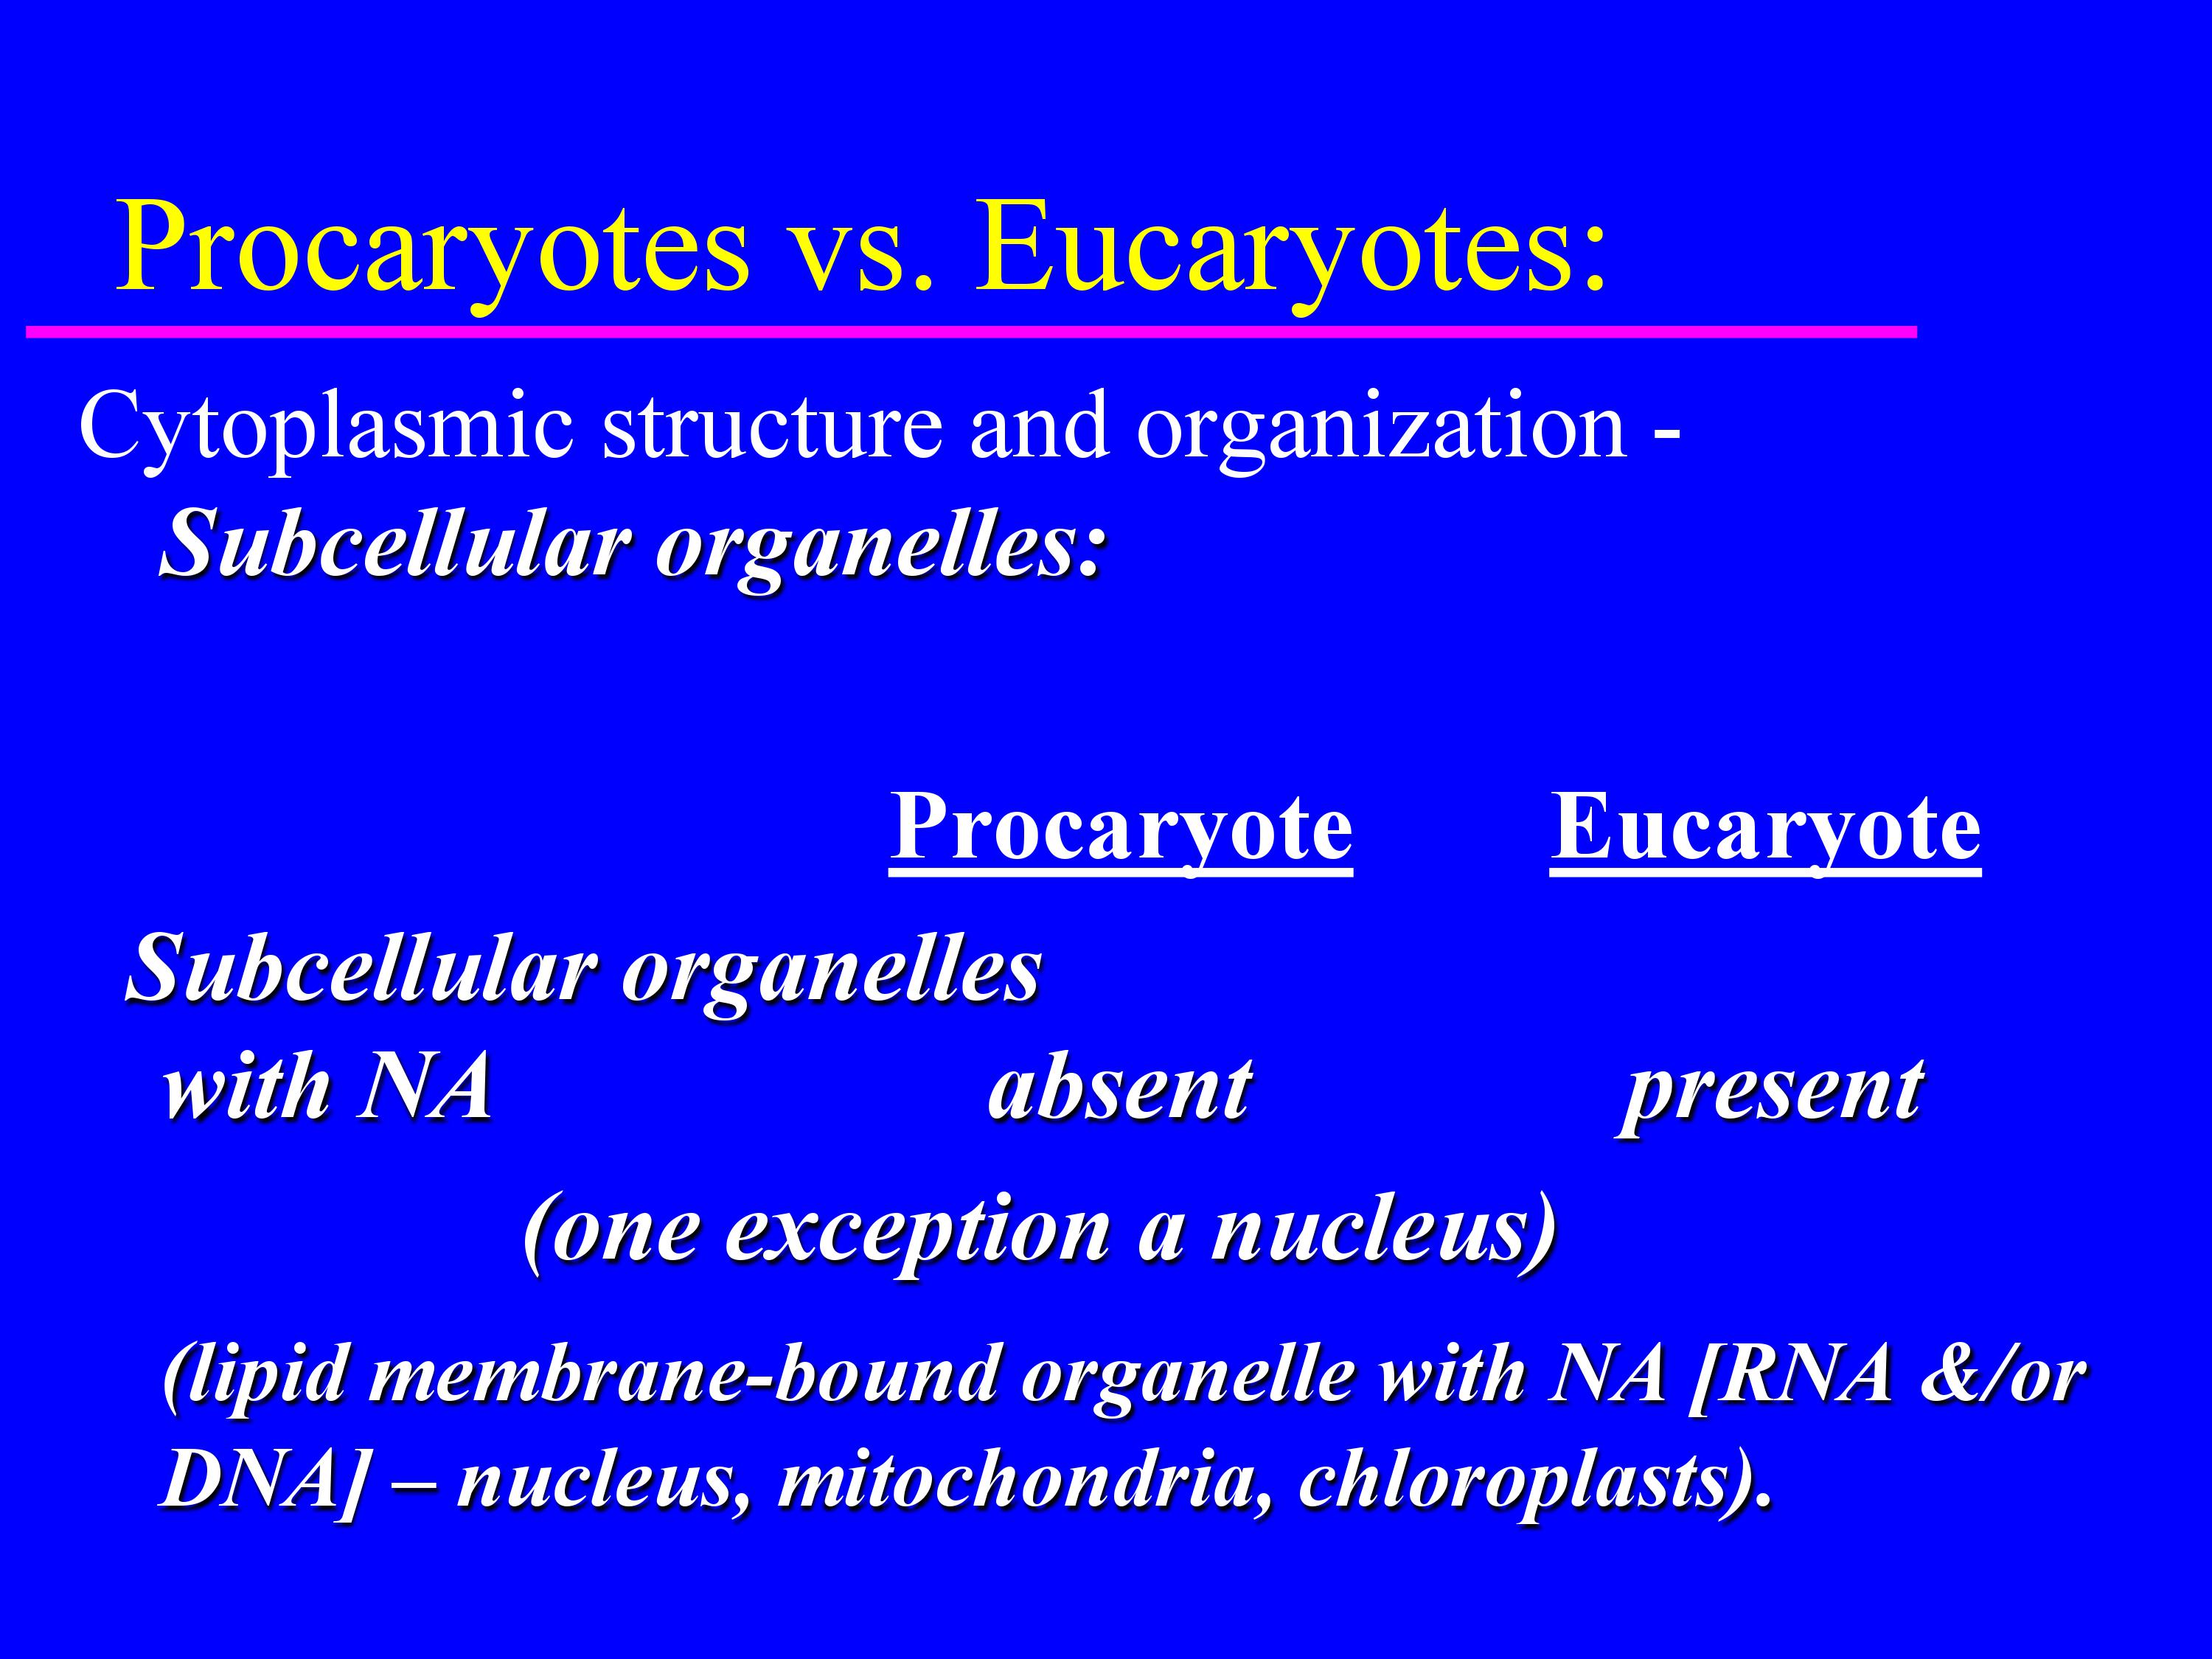 Procaryotes vs. Eucaryotes:
Cytoplasmic structure and organization -
Subcellular organelles:
Procaryote Eucaryote
Subcellular organelles
with NA absent present
(one exception a nucleus)
(lipid membrane-bound organelle with NA [RNA &/or
DNA] – nucleus, mitochondria, chloroplasts).